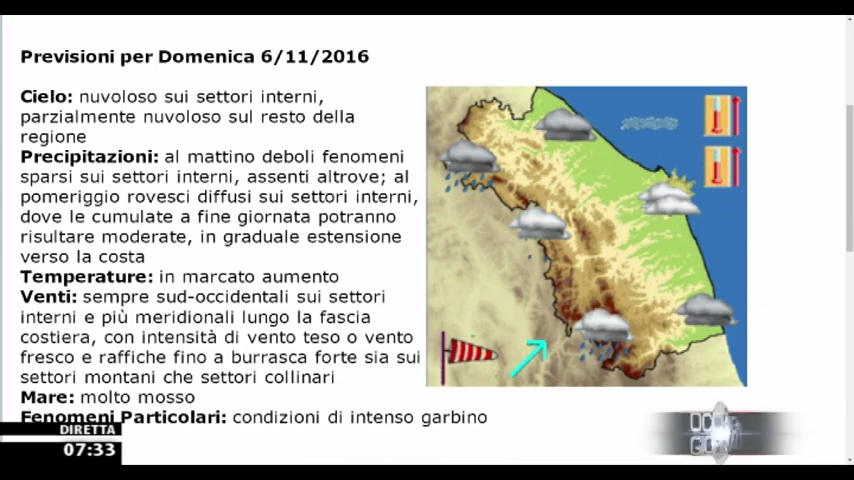 Previsioni per Domenica 6/11/2016
Cielo: nuvoloso sui settori interni,
parzialmente nuvoloso sul resto della
regione
Precipitazioni: al mattino deboli fenomeni
sparsi sui settori interni, assenti altrove; al
pomeriggio rovesci diffusi sui settori interni,
dove le cumulate a fine giornata potranno
risultare moderate, in graduale estensione
verso la costa
Temperature: in marcato aumento
Venti: sempre sud-occidentali sui settori
interni e più meridionali lungo la fascia
costiera, con intensità di vento teso o vento
fresco e raffiche fino a burrasca forte sia sui
settori montani che settori collinari
Mare: molto mosso
Fenomeni Particolari: condizioni di intenso garbino
DIRETTA
07:33